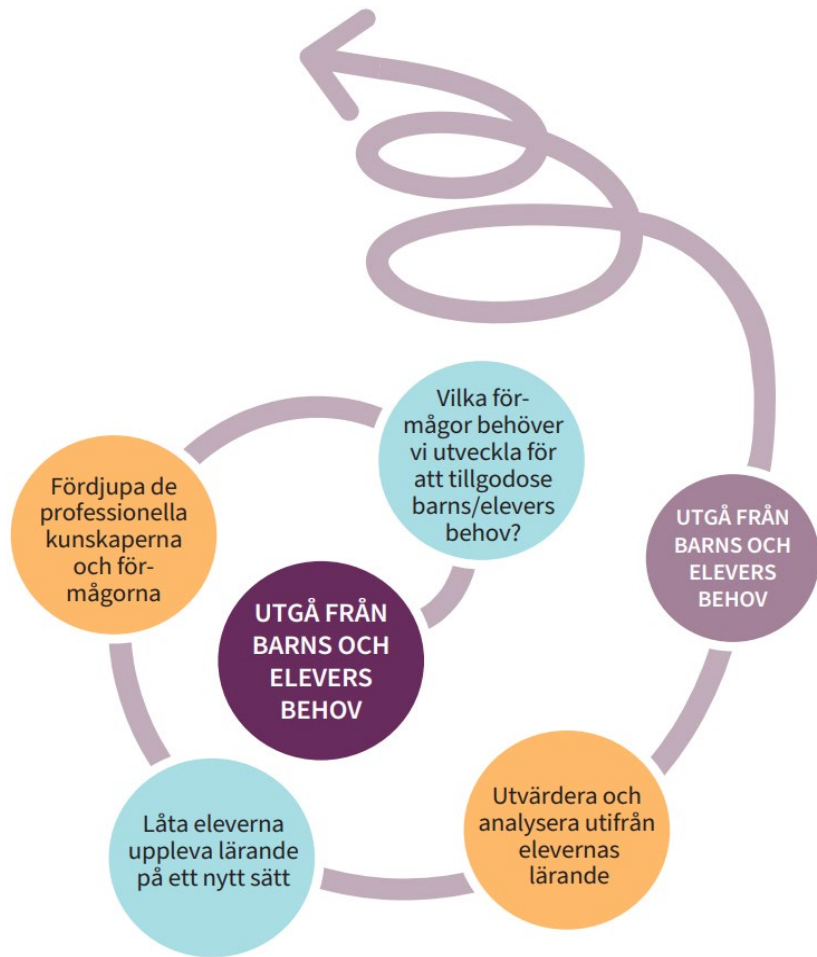 UTGÅ FRÅN
BARNS OCH
ELEVERS
BEHOV
Vilka för-
mågor behöver
vi utveckla för
att tillgodose
barns/elevers
behov?
Fördjupa de
professionella
kunskaperna
och för-
mågorna
Låta eleverna
uppleva lärande
på ett nytt sätt
Utvärdera och
analysera utifrån
elevernas
lärande
UTGÅ FRÅN
BARNS OCH
ELEVERS
BEHOV